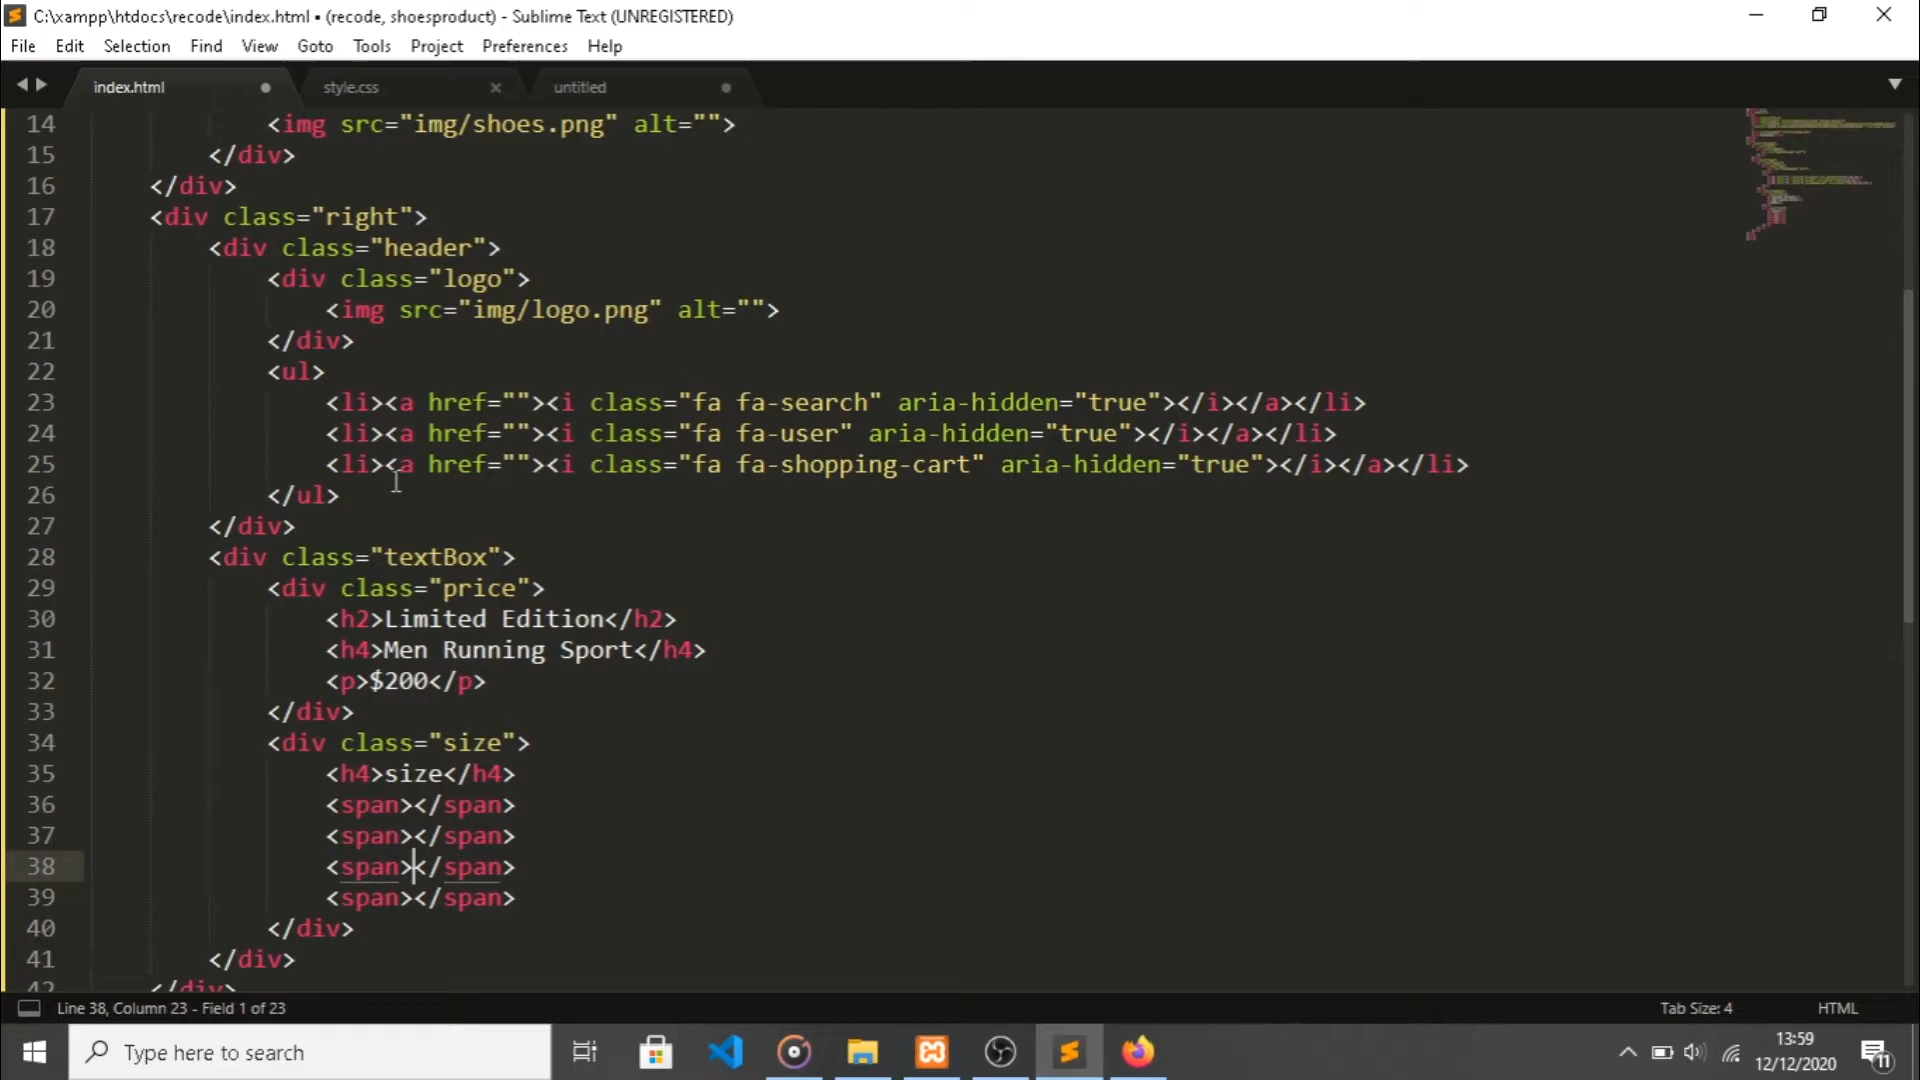 C:\xampp\htdocs\recode\index.html • (recode, shoesproduct) - Sublime Text (UNREGISTERED)
File Edit Selection Find View Goto Tools Project Preferences Help
index.html style.css untitled
14 <img src="img/shoes.png" alt="">
15 </div>
16 </div>
17 <div class="right">
18 <div class="header">
19 <div class="logo">
20 <img src="img/logo.png" alt="">
21 </div>
22 <ul>
23 <li><a href=""><i class="fa fa-search" aria-hidden="true"></i></a></li>
24 <li><a href=""><i class="fa fa-user" aria-hidden="true"></i></a></li>
25 <li><a href=""><i class="fa fa-shopping-cart" aria-hidden="true"></i></a></li>
26 </ul>
27 </div>
28 <div class="textBox">
29 <div class="price">
30 <h2>Limited Edition</h2>
31 <h4>Men Running Sport</h4>
32 <p>$200</p>
33 </div>
34 <div class="size">
35 <h4>size</h4>
36 <span></span>
37 <span></span>
38 <span></span>
39 <span></span>
40 </div>
41 </div>
42 </div>
Line 38, Column 23 - Field 1 of 23 Tab Size: 4 HTML
Type here to search
13:59
12/12/2020
11